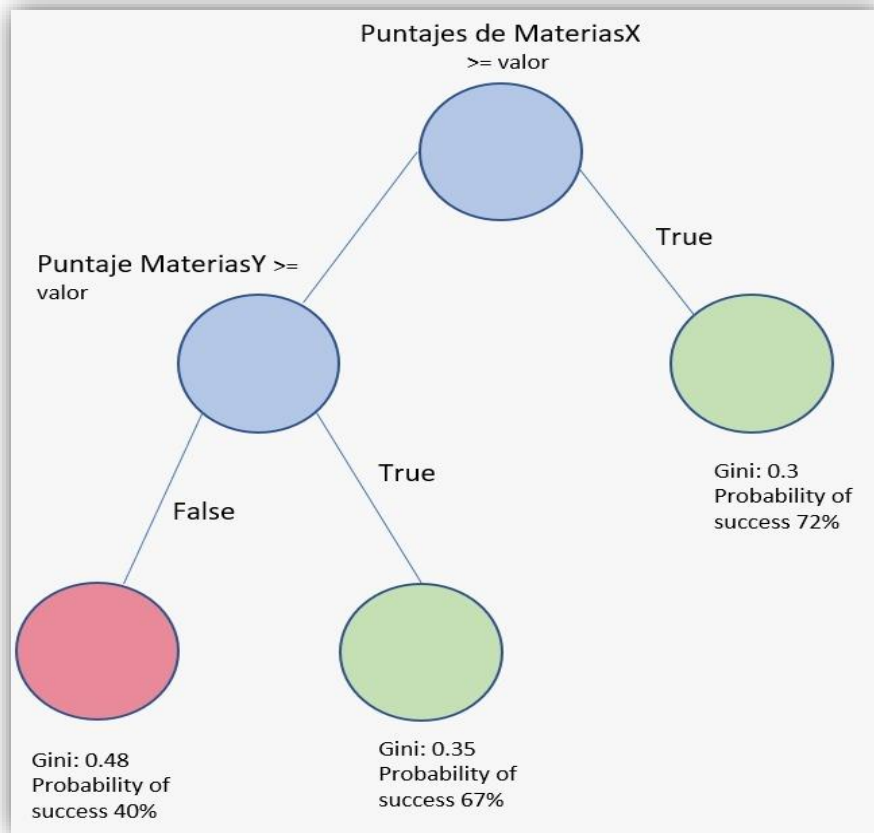 Puntajes de MateriasX
>= valor
True
Puntaje MateriasY >=
valor
True
False
Gini: 0.3
Probability of
success 72%
Gini: 0.48
Probability of
success 40%
Gini: 0.35
Probability of
success 67%